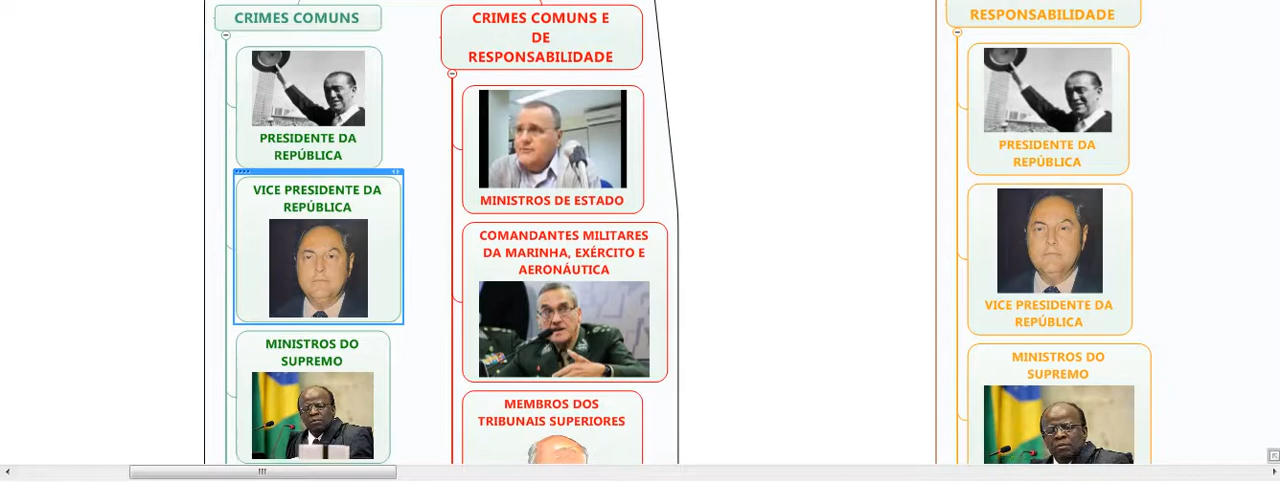 CRIMES COMUNS
PRESIDENTE DA
REPÚBLICA
VICE PRESIDENTE DA
REPÚBLICA
MINISTROS DO
SUPREMO
CRIMES COMUNS E
DE
RESPONSABILIDADE
MINISTROS DE ESTADO
COMANDANTES MILITARES
DA MARINHA, EXÉRCITO E
AERONÁUTICA
MEMBROS DOS
TRIBUNAIS SUPERIORES
RESPONSABILIDADE
PRESIDENTE DA
REPÚBLICA
VICE PRESIDENTE DA
REPÚBLICA
MINISTROS DO
SUPREMO